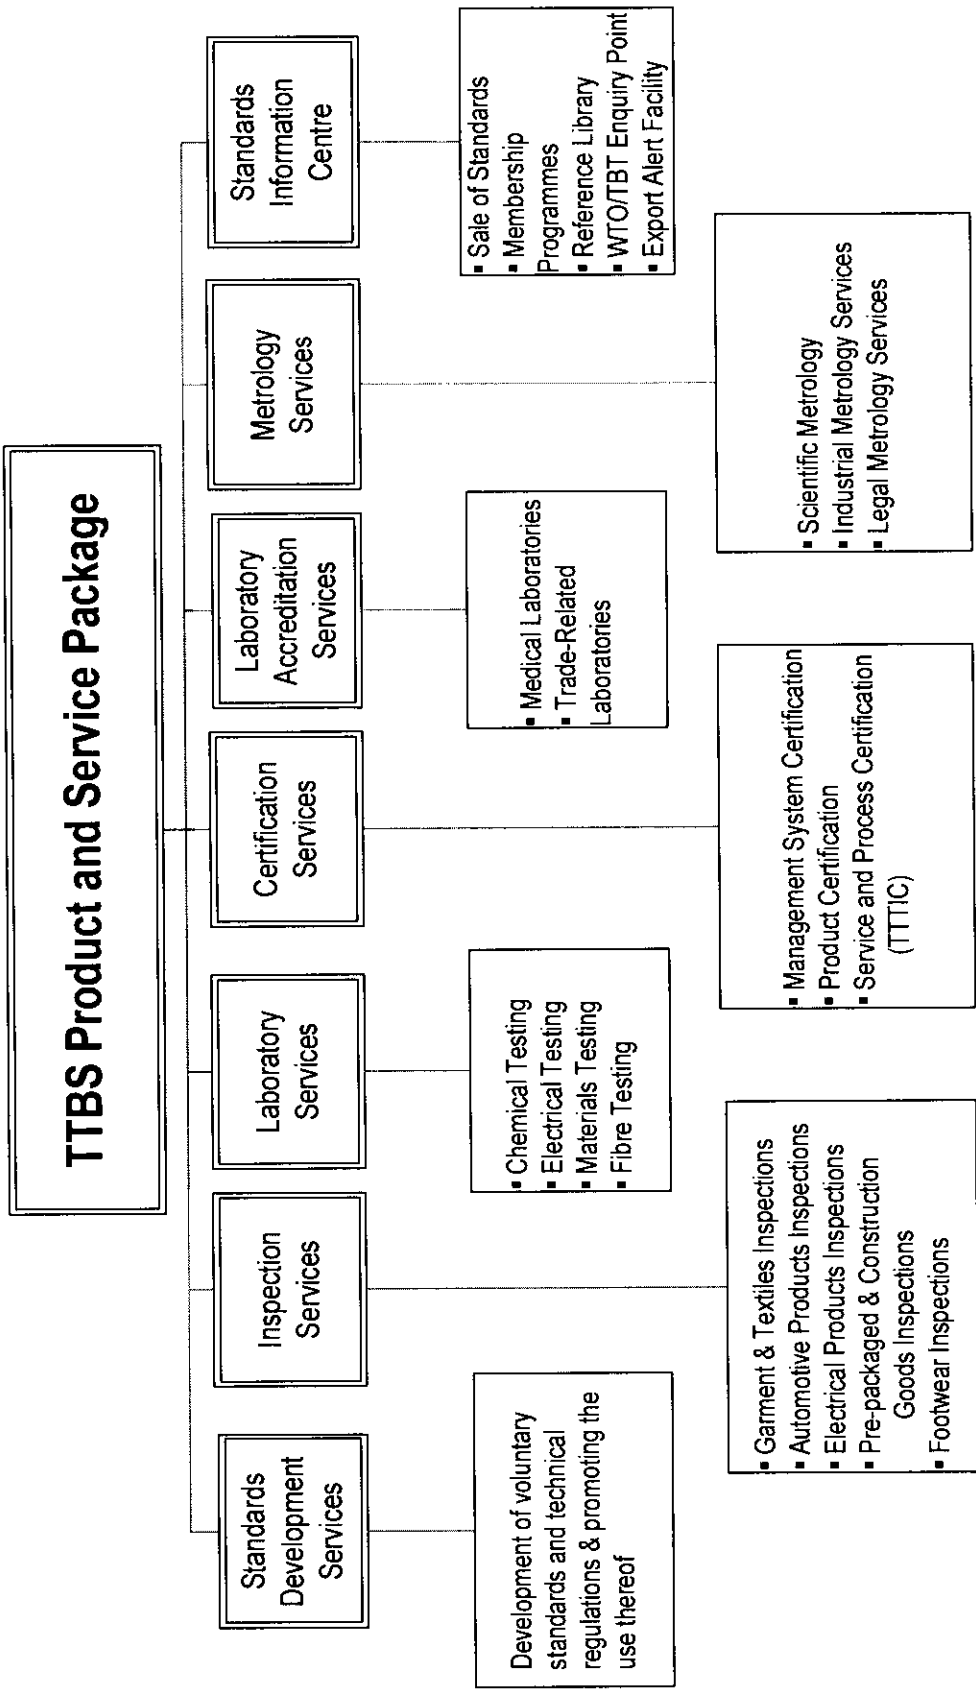 TTBS Product and Service Package
Standards
Development
Services
Inspection
Services
Laboratory
Services
Certification
Services
Laboratory
Accreditation
Services
Metrology
Services
Standards
Information
Centre
Development of voluntary
standards and technical
regulations & promoting the
use thereof
▪ Garment & Textiles Inspections
▪ Automotive Products Inspections
▪ Electrical Products Inspections
▪ Pre-packaged & Construction
Goods Inspections
▪ Footwear Inspections
▪ Chemical Testing
▪ Electrical Testing
▪ Materials Testing
▪ Fibre Testing
▪ Management System Certification
▪ Product Certification
▪ Service and Process Certification
(TTTIC)
▪ Medical Laboratories
▪ Trade-Related
Laboratories
▪ Scientific Metrology
▪ Industrial Metrology Services
▪ Legal Metrology Services
▪ Sale of Standards
▪ Membership
Programmes
▪ Reference Library
▪ WTO/TBT Enquiry Point
▪ Export Alert Facility